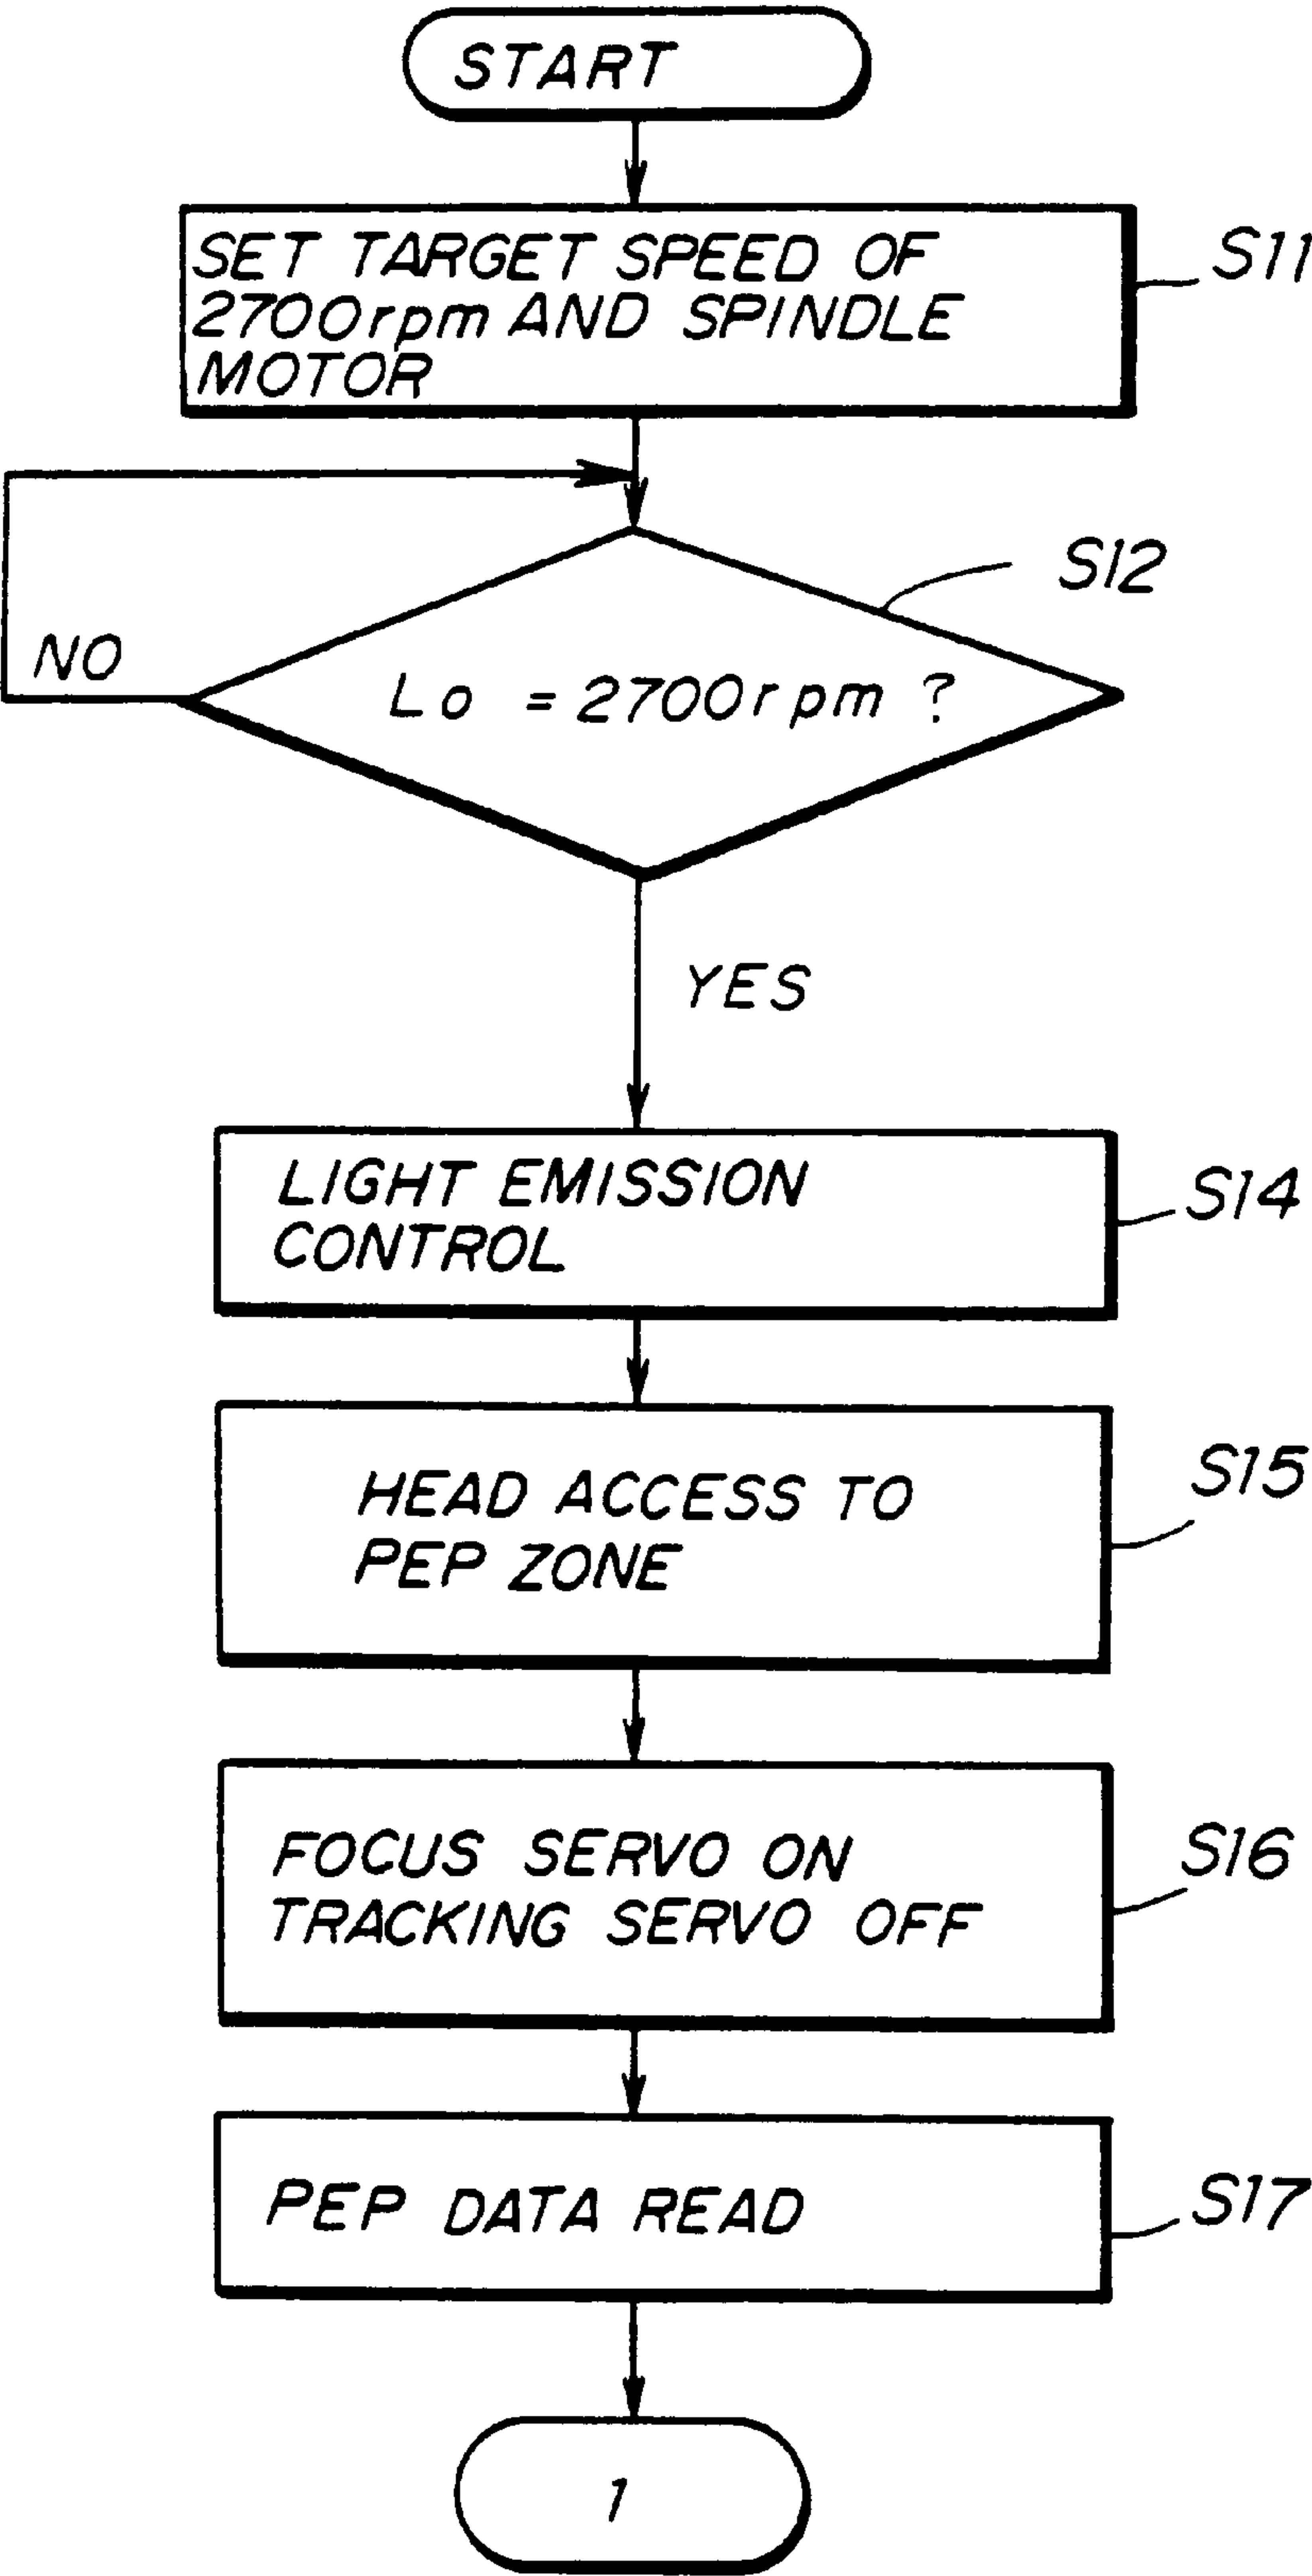 START
SET TARGET SPEED OF
2700rpm AND SPINDLE
MOTOR
S11
S12
NO
Lo = 2700rpm ?
YES
LIGHT EMISSION
CONTROL
S14
HEAD ACCESS TO
PEP ZONE
S15
FOCUS SERVO ON
TRACKING SERVO OFF
S16
PEP DATA READ
S17
1